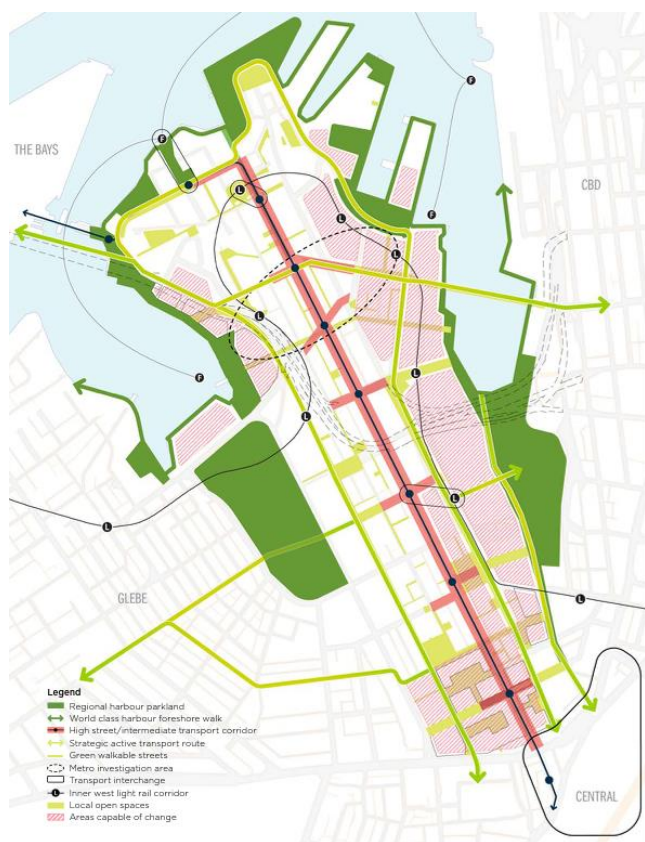 F
F
THE BAYS
CBD
L
F
L
L
L
L
F
L
L
L
GLEBE
L
Legend
Regional harbour parkland
World class harbour foreshore walk
High street/intermediate transport corridor
Strategic active transport route
Green walkable streets
Metro investigation area
Transport interchange
L Inner west light rail corridor
Local open spaces
Areas capable of change
CENTRAL